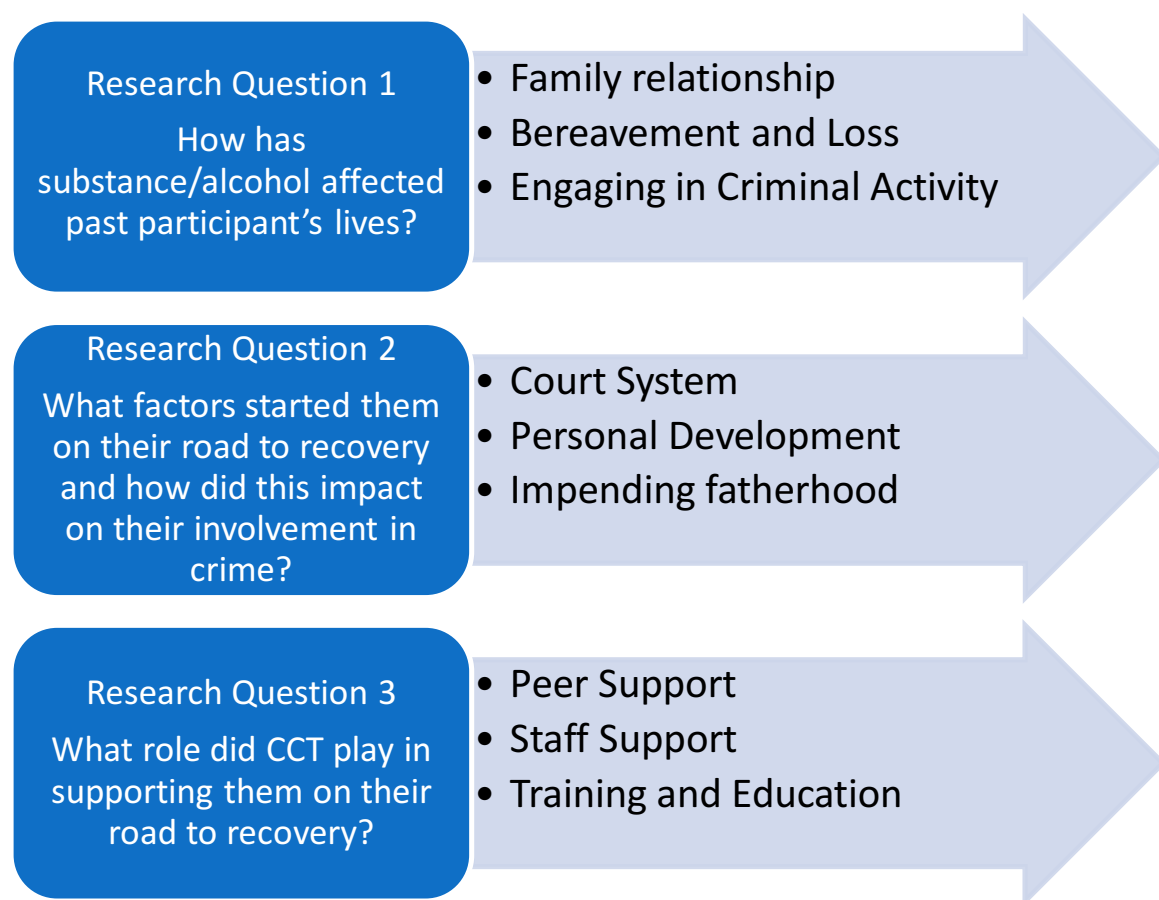 Research Question 1
How has
substance/alcohol affected
past participant’s lives?
• Family relationship
• Bereavement and Loss
• Engaging in Criminal Activity
Research Question 2
What factors started them
on their road to recovery
and how did this impact
on their involvement in
crime?
• Court System
• Personal Development
• Impending fatherhood
Research Question 3
What role did CCT play in
supporting them on their
road to recovery?
• Peer Support
• Staff Support
• Training and Education